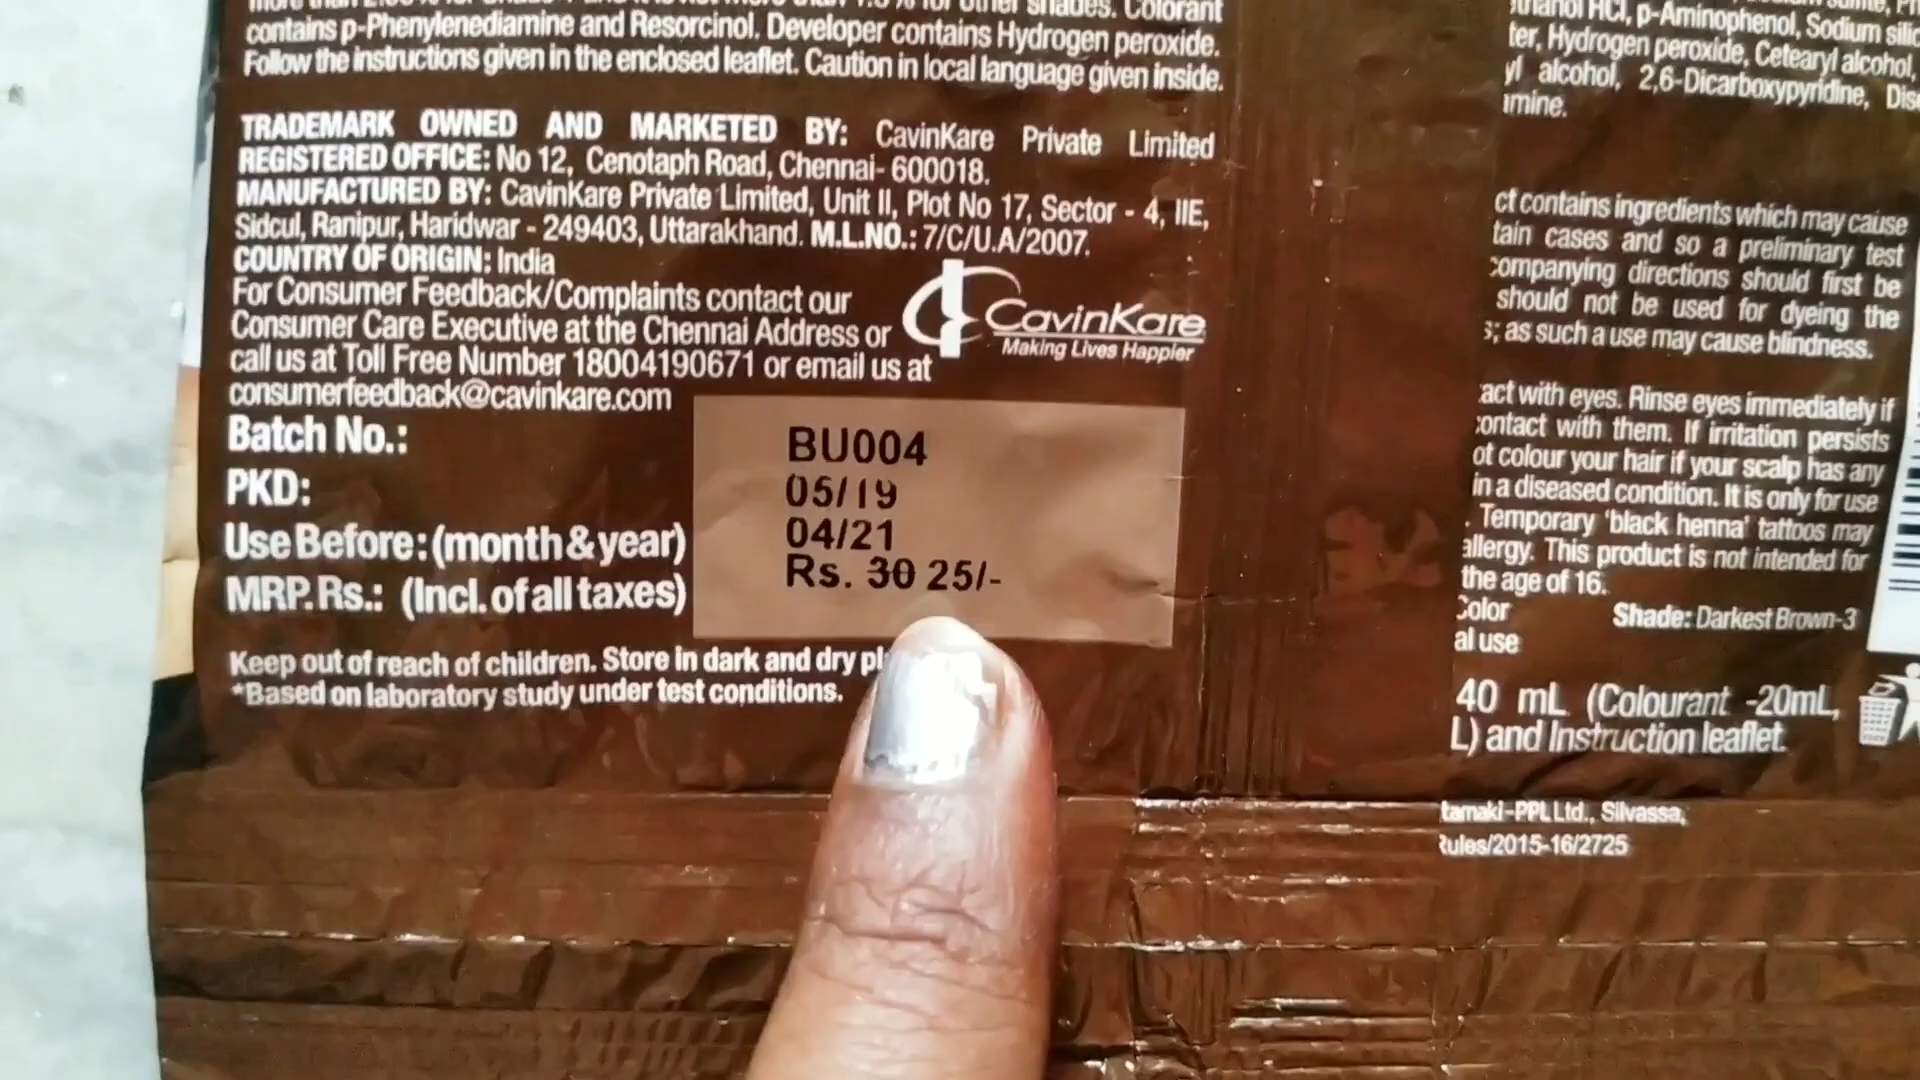 contains p-Phenylenediamine and Resorcinol. Developer contains Hydrogen peroxide.
Follow the instructions given in the enclosed leaflet. Caution in local language given inside.
TRADEMARK OWNED AND MARKETED BY: CavinKare Private Limited
REGISTERED OFFICE: No 12, Cenotaph Road, Chennai- 600018.
MANUFACTURED BY: CavinKare Private Limited, Unit II, Plot No 17, Sector - 4, IIE,
Sidcul, Ranipur, Haridwar - 249403, Uttarakhand. M.L.NO.: 7/C/U.A/2007.
COUNTRY OF ORIGIN: India
For Consumer Feedback/Complaints contact our
Consumer Care Executive at the Chennai Address or
call us at Toll Free Number 18004190671 or email us at
consumerfeedback@cavinkare.com
CavinKare
Making Lives Happier
Batch No.: BU004
PKD: 05/19
Use Before: (month & year) 04/21
MRP. Rs.: (Incl. of all taxes) Rs. 30 25/-
Keep out of reach of children. Store in dark and dry
*Based on laboratory study under test conditions.
HCl, p-Aminophenol, Sodium
Hydrogen peroxide, Cetearyl alcohol,
alcohol, 2,6-Dicarboxypyridine,
contains ingredients which may cause
cases and so a preliminary test
directions should first be
should not be used for dyeing the
as such a use may cause blindness.
with eyes. Rinse eyes immediately if
contact with them. If irritation persists
colour your hair if your scalp has any
in a diseased condition. It is only for use
. Temporary 'black henna' tattoos may
allergy. This product is not intended for
the age of 16.
Color Shade: Darkest Brown-3
use
40 mL (Colourant -20mL,
L) and Instruction leaflet.
PPL Ltd., Silvassa,
Rules/2015-16/2725